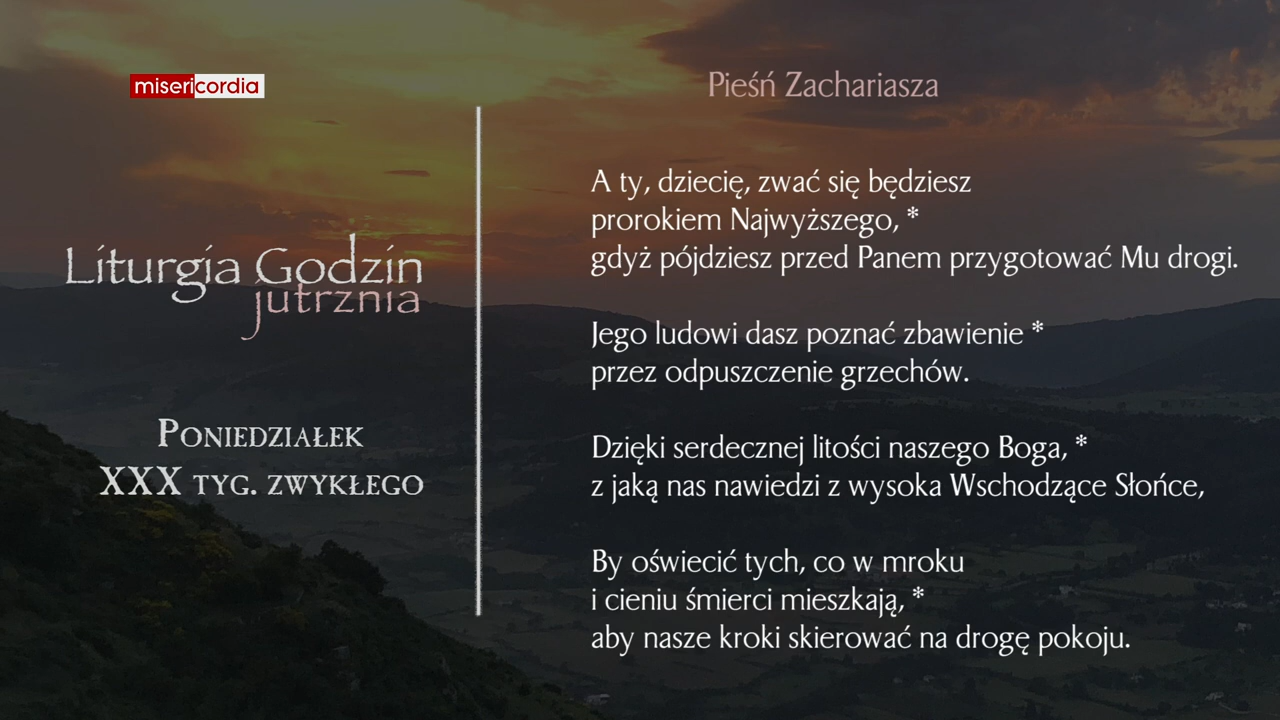 misericordia
Liturgia Godzin
jutrznia
Poniedziałek
XXX tyg. zwykłego
Pieśń Zachariasza
A ty, dziecię, zwać się będziesz
prorokiem Najwyższego, *
gdyż pójdziesz przed Panem przygotować Mu drogi.
Jego ludowi dasz poznać zbawienie *
przez odpuszczenie grzechów.
Dzięki serdecznej litości naszego Boga, *
z jaką nas nawiedzi z wysoka Wschodzące Słońce,
By oświecić tych, co w mroku
i cieniu śmierci mieszkają, *
aby nasze kroki skierować na drogę pokoju.